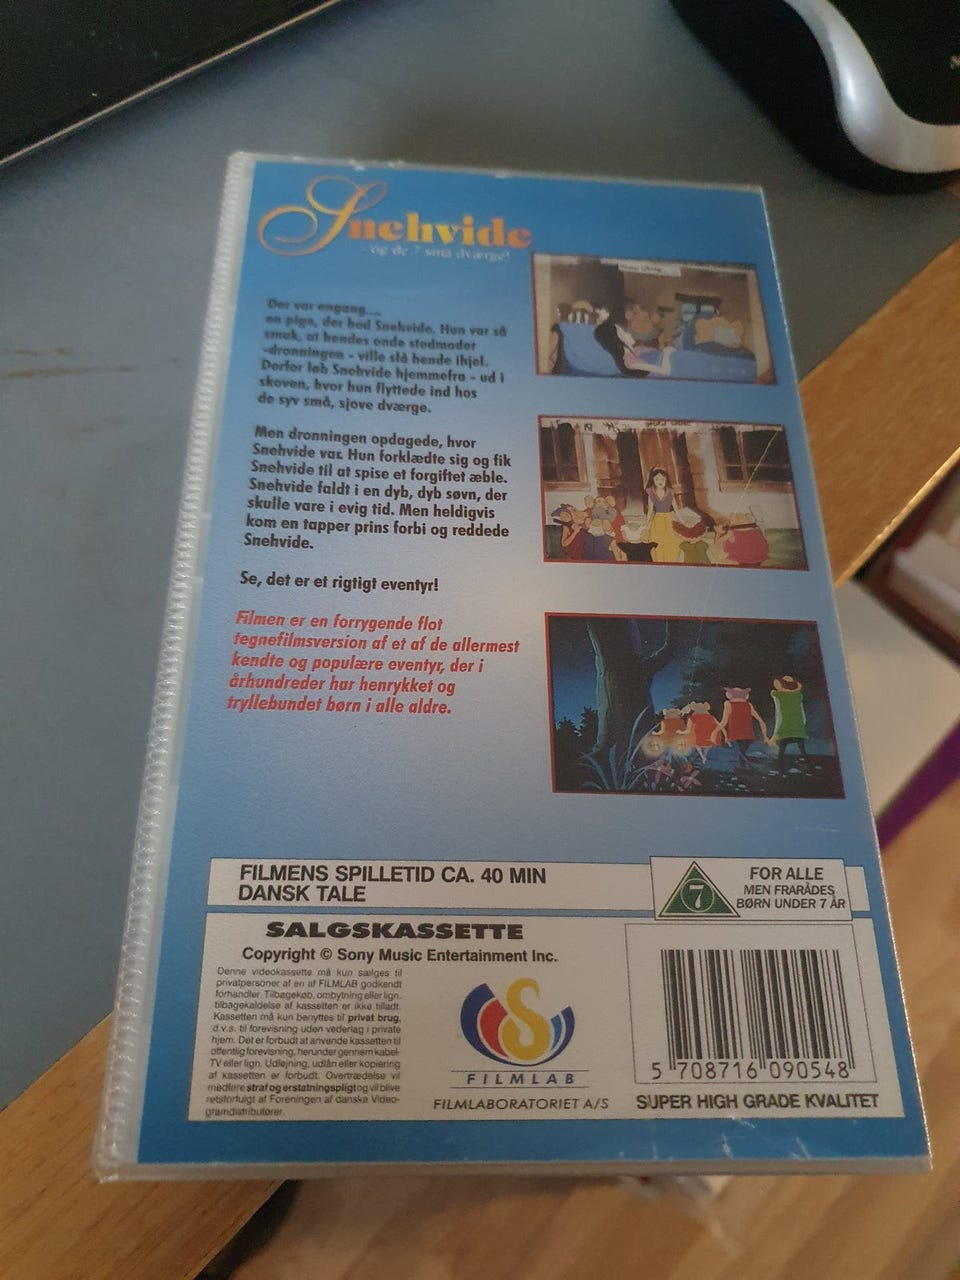 Snehvide
- og de 7 små dværge!
Der var engang....
en pige, der hed Snehvide. Hun var så
smuk, at hendes onde stedmoder
-dronningen - ville slå hende ihjel.
Derfor løb Snehvide hjemmefra - ud i
skoven, hvor hun flyttede ind hos
de syv små, sjove dværge.
Men dronningen opdagede, hvor
Snehvide var. Hun forklædte sig og fik
Snehvide til at spise et forgiftet æble.
Snehvide faldt i en dyb, dyb søvn, der
skulle vare i evig tid. Men heldigvis
kom en tapper prins forbi og reddede
Snehvide.
Se, det er et rigtigt eventyr!
Filmen er en forrygende flot
tegnefilmsversion af et af de allermest
kendte og populære eventyr, der i
århundreder har henrykket og
tryllebundet børn i alle aldre.
FILMENS SPILLETID CA. 40 MIN
DANSK TALE
7
FOR ALLE
MEN FRARÅDES
BØRN UNDER 7 ÅR
SALGSKASSETTE
Copyright © Sony Music Entertainment Inc.
Denne videokassette må kun sælges til
privatpersoner af en af FILMLAB godkendt
forhandler. Tilbagekøb, ombytning eller lign.
tilbagekaldelse af kassetten er ikke tilladt.
Kassetten må kun benyttes til privat brug,
d.v.s. til forevisning uden vederlag i private
hjem. Det er forbudt at anvende kassetten til
offentlig forevisning, herunder gennem kabel-
TV eller lign. Udlejning, udlån eller kopiering
af kassetten er forbudt. Overtrædelse vil
medføre straf og erstatningspligt og vil blive
retsforfulgt af Foreningen af danske Video-
gramdistributører.
FILMLAB
FILMLABORATORIET A/S
5 708716 090548
SUPER HIGH GRADE KVALITET